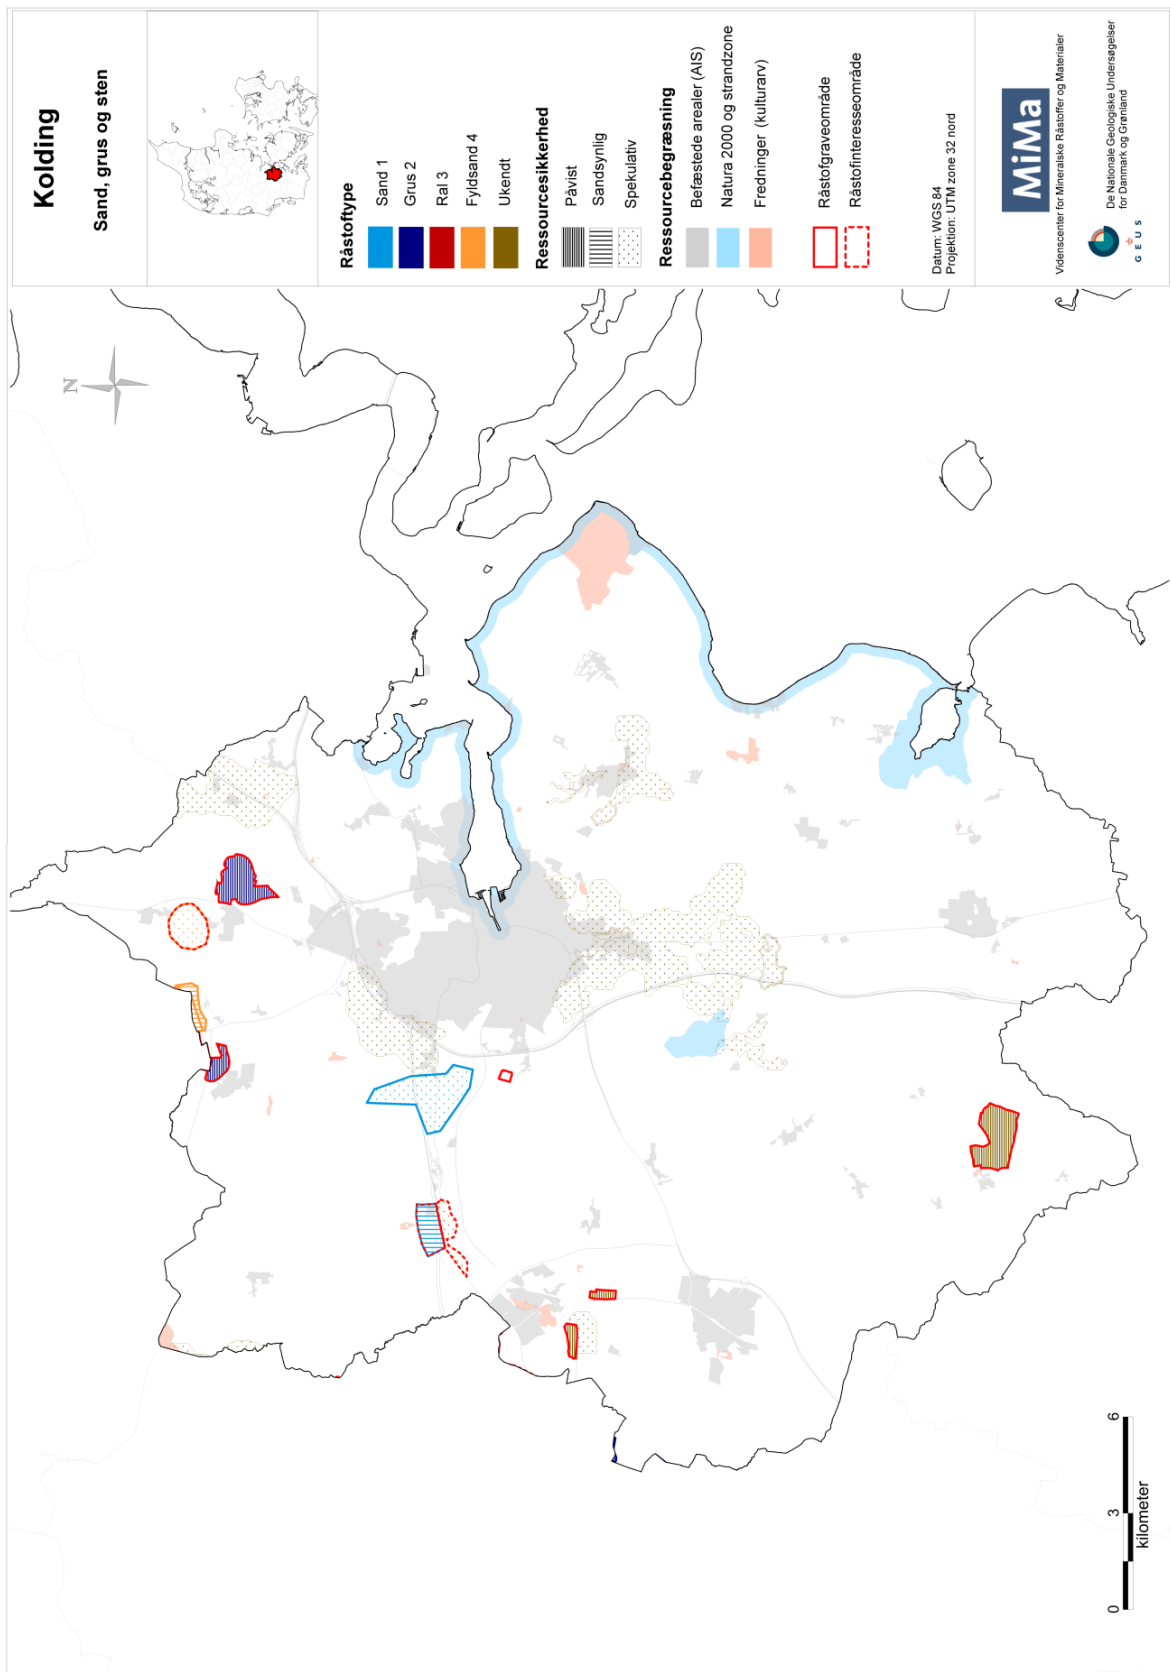 Kolding
Sand, grus og sten
Råstoftype
Sand 1
Grus 2
Ral 3
Fyldsand 4
Ukendt
Ressourcesikkerhed
Påvist
Sandsynlig
Spekulativ
Ressourcebegræsning
Befæstede arealer (AIS)
Natura 2000 og strandzone
Fredninger (kulturarv)
Råstofgraveområde
Råstofinteresseområde
Datum: WGS 84
Projektion: UTM zone 32 nord
MiMa
Videnscenter for Mineralske Råstoffer og Materialer
G E U S
De Nationale Geologiske Undersøgelser
for Danmark og Grønland
N
0 3 6
kilometer